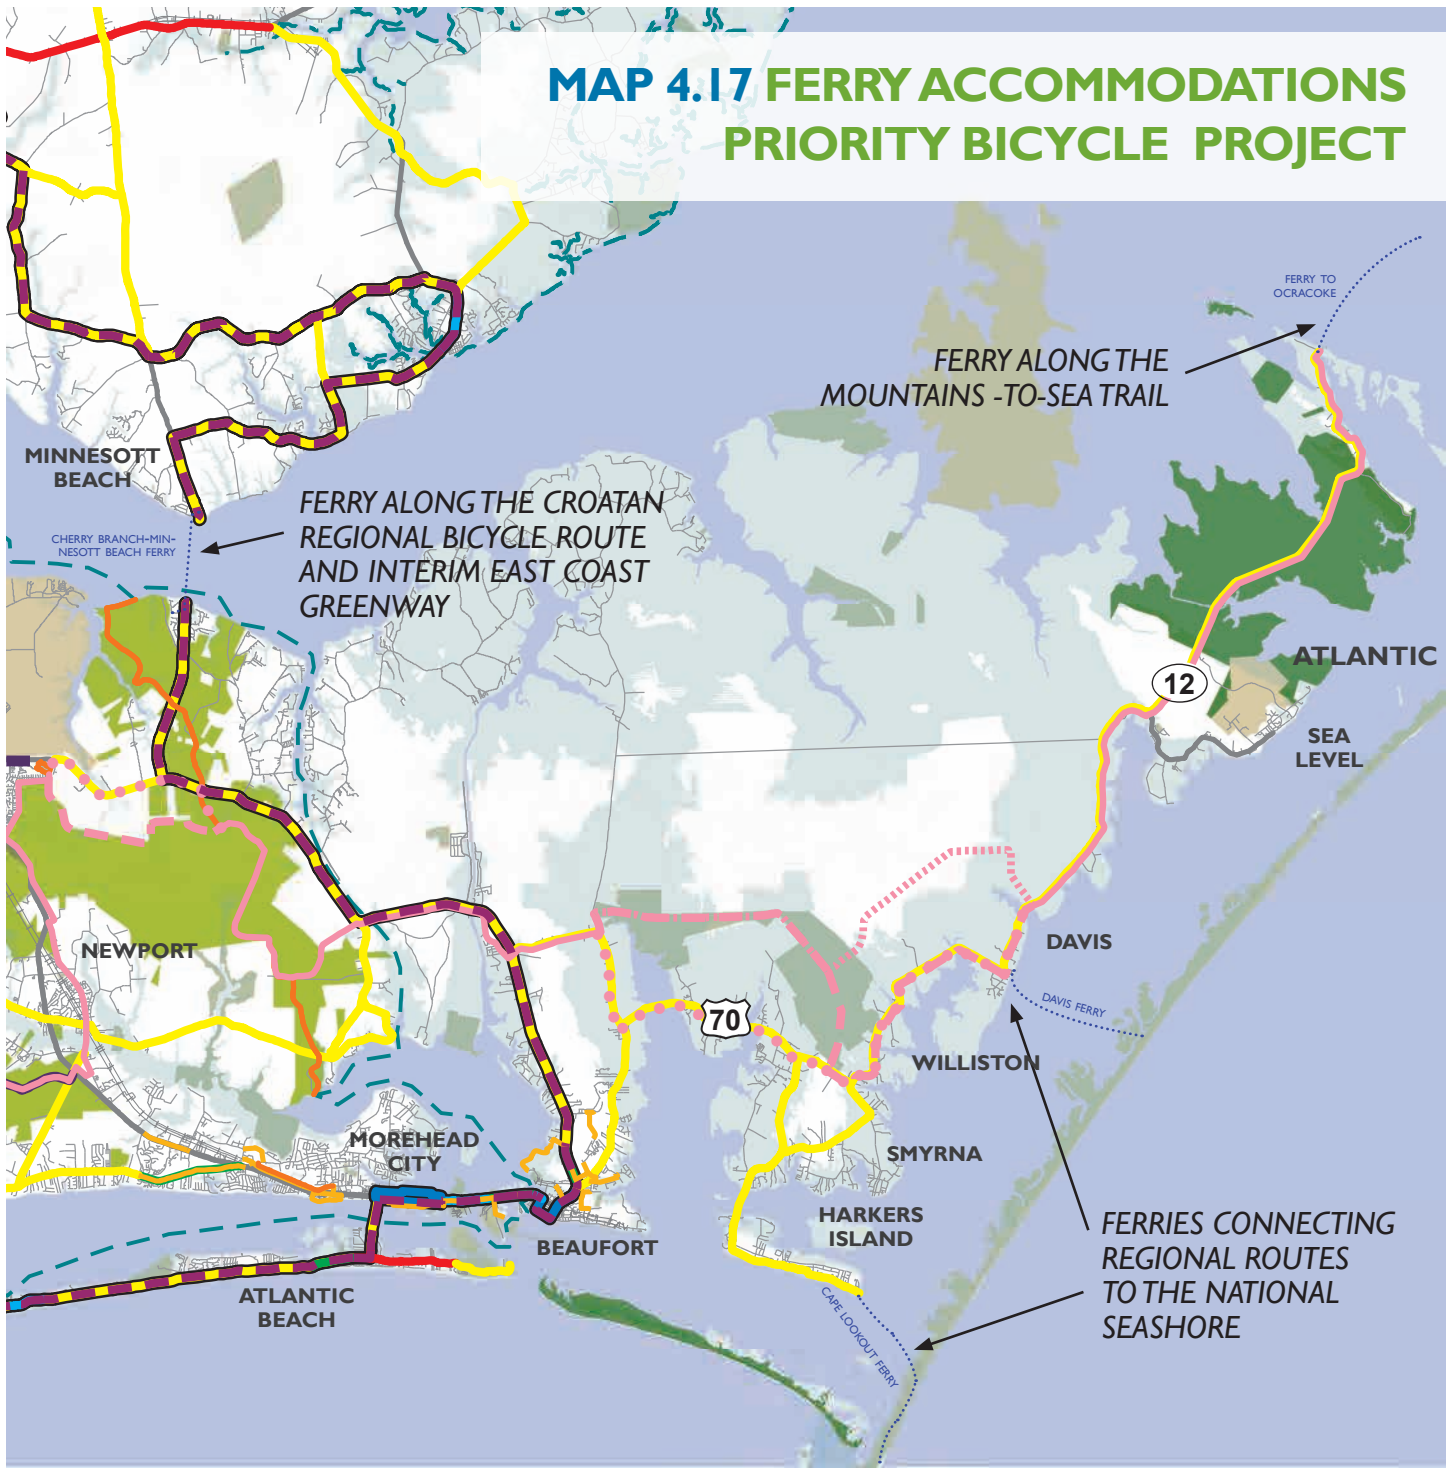 MAP 4.17 FERRY ACCOMMODATIONS
PRIORITY BICYCLE PROJECT
FERRY TO
OCRACOKE
FERRY ALONG THE
MOUNTAINS -TO-SEA TRAIL
MINNESOTT
BEACH
FERRY ALONG THE CROATAN
REGIONAL BICYCLE ROUTE
AND INTERIM EAST COAST
GREENWAY
CHERRY BRANCH-MIN-
NESOTT BEACH FERRY
ATLANTIC
12
SEA
LEVEL
NEWPORT
DAVIS
DAVIS FERRY
70
WILLISTON
MOREHEAD
CITY
SMYRNA
HARKERS
ISLAND
BEAUFORT
FERRIES CONNECTING
REGIONAL ROUTES
TO THE NATIONAL
SEASHORE
ATLANTIC
BEACH
CAPE LOOKOUT FERRY